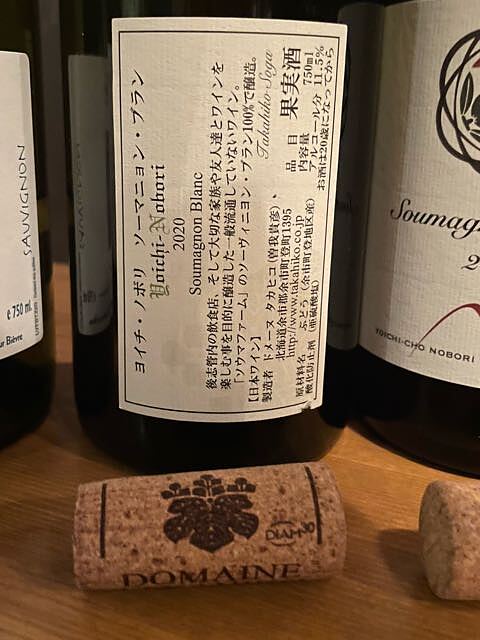 ヨイチ・ノボリ ソーマニョン・ブラン
Yoichi-Nobori
2020
Soumagnon Blanc
後志管内の飲食店、そして大切な家族や友人達とワインを
楽しむ事を目的に醸造した一般流通していないワイン。
「ソウマファーム」のソーヴィニヨン・ブラン100%で醸造。
Takahiko Soga
【日本ワイン】
製造者 ドメーヌ タカヒコ(曽我貴彦)、
北海道余市郡余市町登町1395
http://www.takahiko.co.jp
原材料名 ぶどう(余市町登地区産)
酸化防止剤(亜硫酸塩)
果実酒
品目
内容量 750ml
アルコール分 11.5%
お酒は20歳になってから
SAUVIGNON
e 750 ml
ur Bièvre
Soumag
2
YOICHI-CHO NOBORI
DIAM
DOMAINE